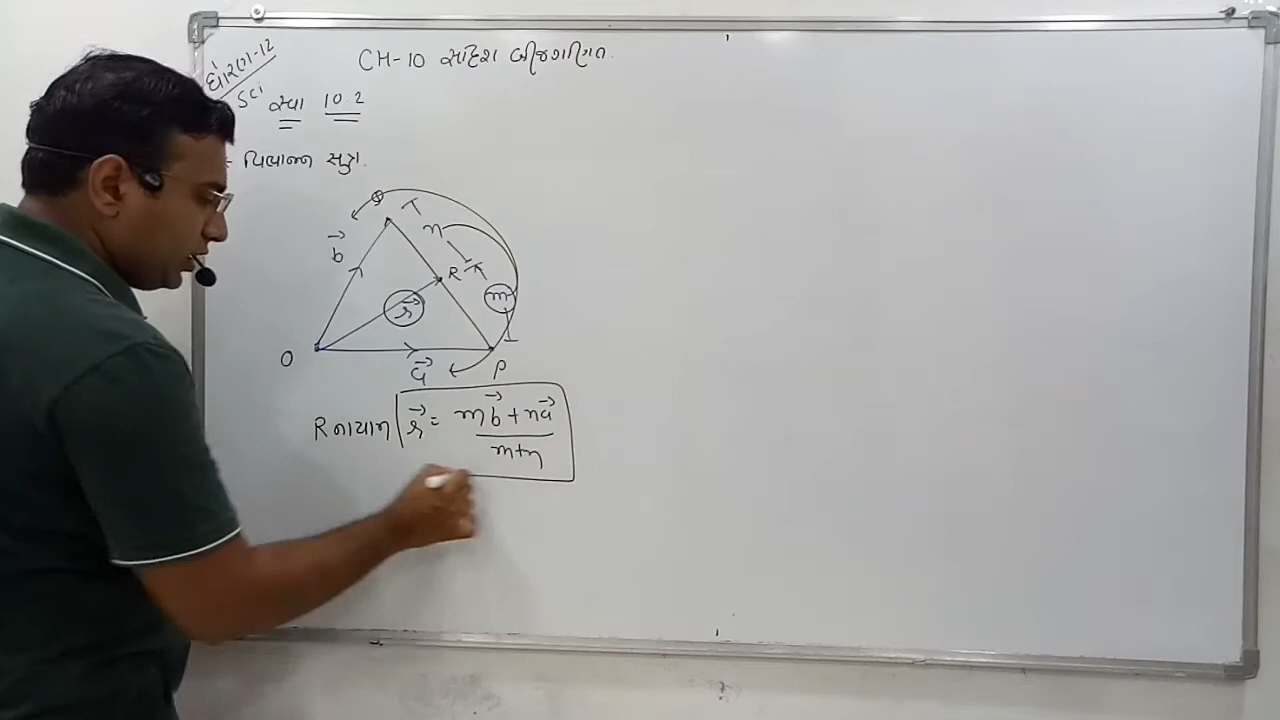 ધોરણ-12
Sci
CH-10 સદિશ બીજગણિત.
સ્વા 10.2
વિભાજન સુત્ર.
b⃗
n
R
m
r⃗
O
a⃗
P
R નાયામ r⃗ = mb⃗ + na⃗
m+n